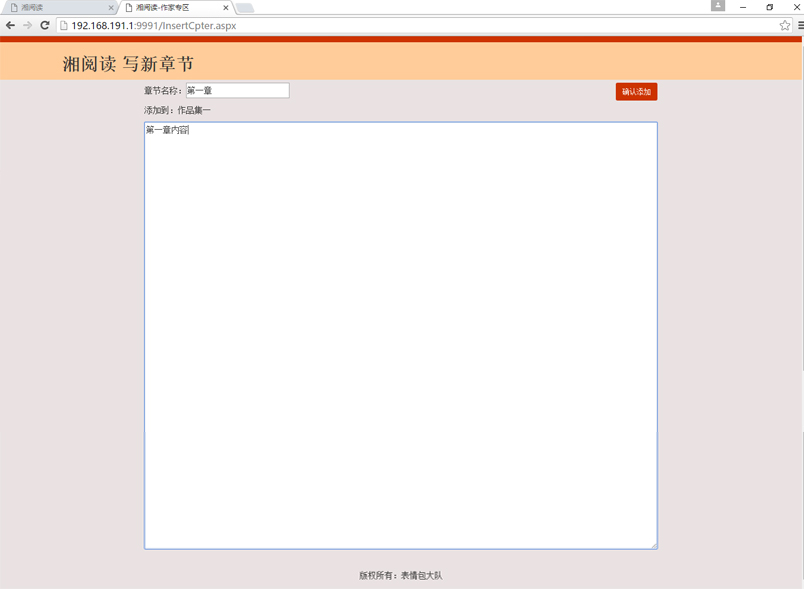 湘阅读
湘阅读-作家专区
192.168.191.1:9991/InsertCpter.aspx
湘阅读 写新章节
章节名称：第一章
确认添加
添加到：作品集一
第一章内容
版权所有：表情包大队